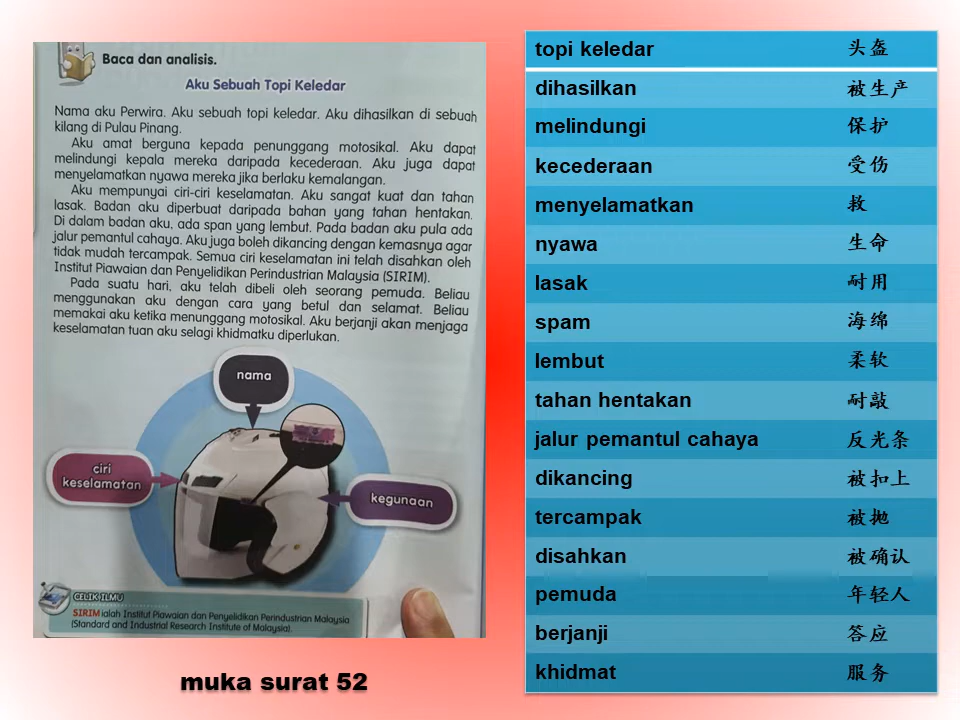 Baca dan analisis.
Aku Sebuah Topi Keledar
Nama aku Perwira. Aku sebuah topi keledar. Aku dihasilkan di sebuah
kilang di Pulau Pinang.
Aku amat berguna kepada penunggang motosikal. Aku dapat
melindungi kepala mereka daripada kecederaan. Aku juga dapat
menyelamatkan nyawa mereka jika berlaku kemalangan.
Aku mempunyai ciri-ciri keselamatan. Aku sangat kuat dan tahan
lasak. Badan aku diperbuat daripada bahan yang tahan hentakan.
Di dalam badan aku, ada span yang lembut. Pada badan aku pula ada
jalur pemantul cahaya. Aku juga boleh dikancing dengan kemasnya agar
tidak mudah tercampak. Semua ciri keselamatan ini telah disahkan oleh
Institut Piawaian dan Penyelidikan Perindustrian Malaysia (SIRIM).
Pada suatu hari, aku telah dibeli oleh seorang pemuda. Beliau
menggunakan aku dengan cara yang betul dan selamat. Beliau
memakai aku ketika menunggang motosikal. Aku berjanji akan menjaga
keselamatan tuan aku selagi khidmatku diperlukan.
nama
ciri
keselamatan
kegunaan
CELIK ILMU
SIRIM ialah Institut Piawaian dan Penyelidikan Perindustrian Malaysia
(Standard and Industrial Research Institute of Malaysia).
muka surat 52
topi keledar 头盔
dihasilkan 被生产
melindungi 保护
kecederaan 受伤
menyelamatkan 救
nyawa 生命
lasak 耐用
spam 海绵
lembut 柔软
tahan hentakan 耐敲
jalur pemantul cahaya 反光条
dikancing 被扣上
tercampak 被抛
disahkan 被确认
pemuda 年轻人
berjanji 答应
khidmat 服务